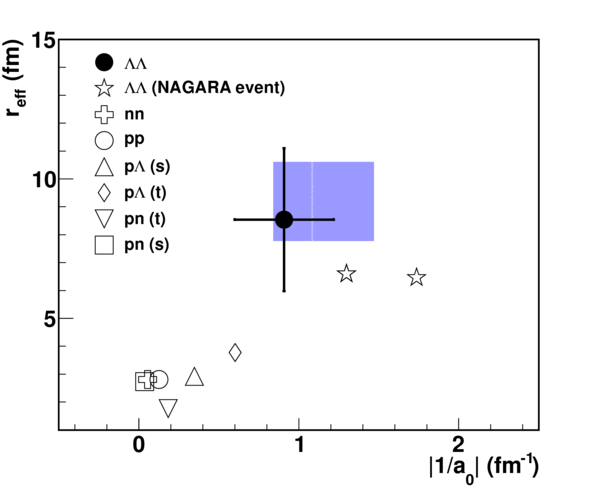 15
10
5
r_eff (fm)
ΛΛ
ΛΛ (NAGARA event)
nn
pp
pΛ (s)
pΛ (t)
pn (t)
pn (s)
0 1 2
|1/a_0| (fm^-1)